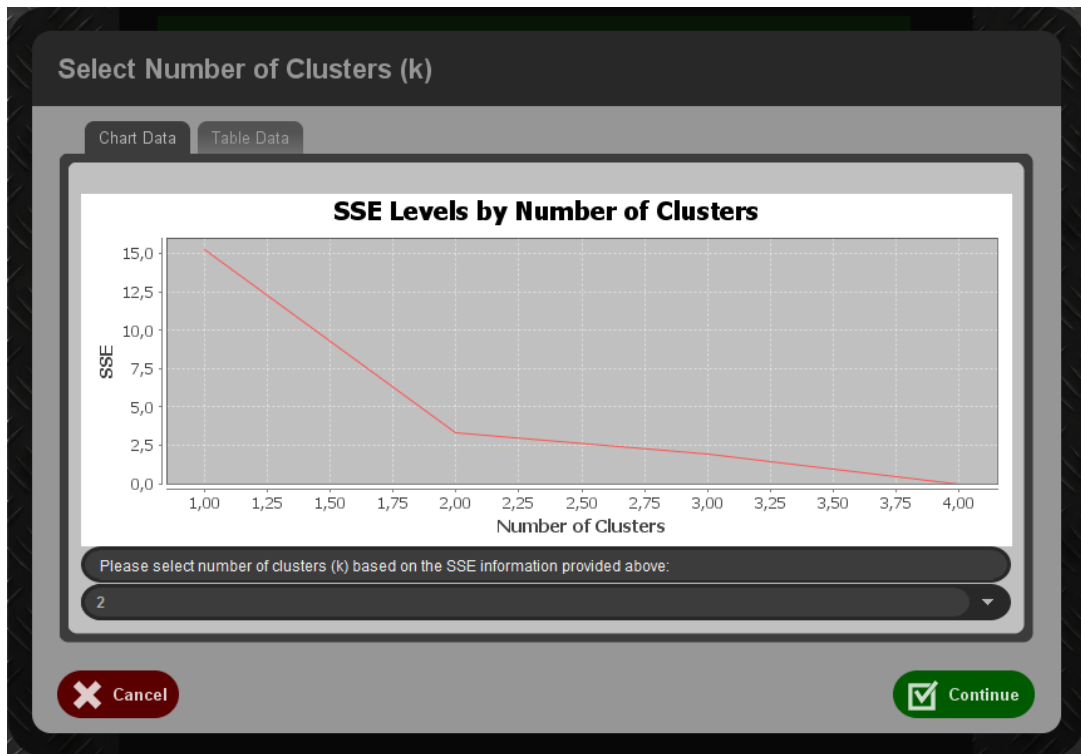 Select Number of Clusters (k)
Chart Data Table Data
SSE Levels by Number of Clusters
SSE
15,0
12,5
10,0
7,5
5,0
2,5
0,0
1,00 1,25 1,50 1,75 2,00 2,25 2,50 2,75 3,00 3,25 3,50 3,75 4,00
Number of Clusters
Please select number of clusters (k) based on the SSE information provided above:
2
Cancel Continue